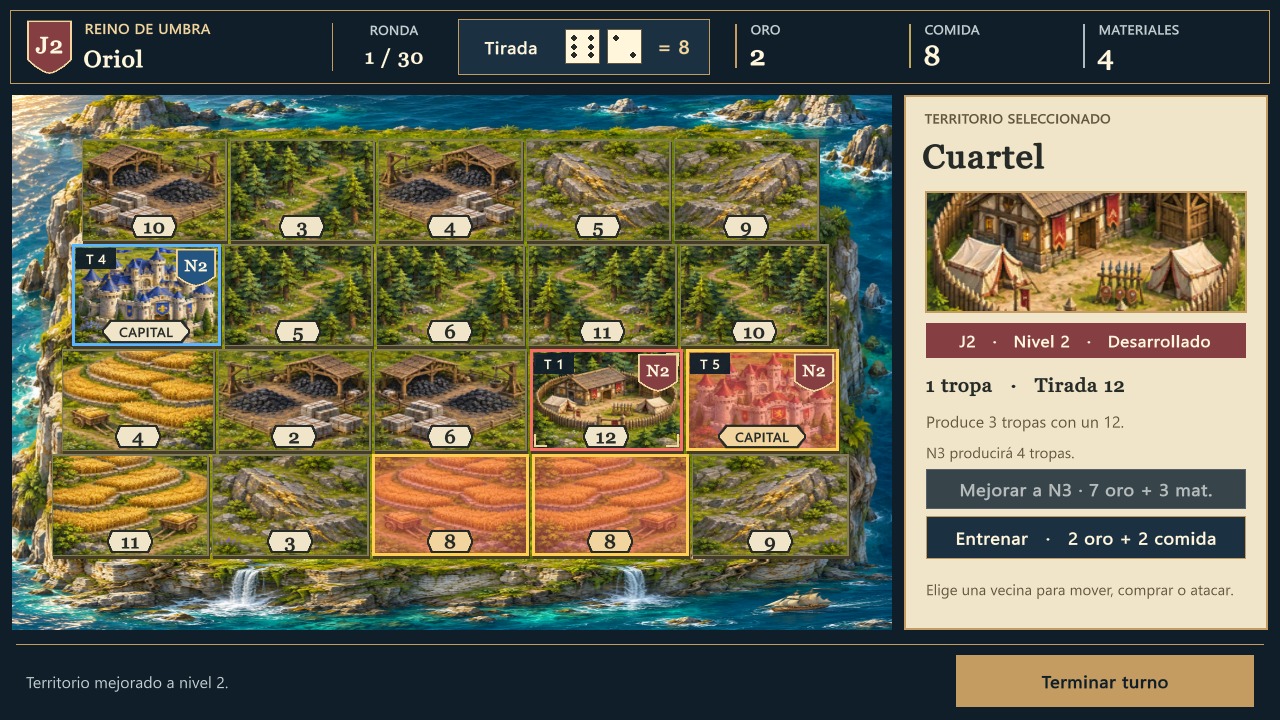 J2
REINO DE UMBRA
Oriol
RONDA
1 / 30
Tirada
= 8
ORO
2
COMIDA
8
MATERIALES
4
10
3
4
5
9
T 4
N2
CAPITAL
5
6
11
10
4
2
6
T 1
N2
12
T 5
N2
CAPITAL
11
3
8
8
9
TERRITORIO SELECCIONADO
Cuartel
J2 · Nivel 2 · Desarrollado
1 tropa · Tirada 12
Produce 3 tropas con un 12.
N3 producirá 4 tropas.
Mejorar a N3 · 7 oro + 3 mat.
Entrenar · 2 oro + 2 comida
Elige una vecina para mover, comprar o atacar.
Territorio mejorado a nivel 2.
Terminar turno